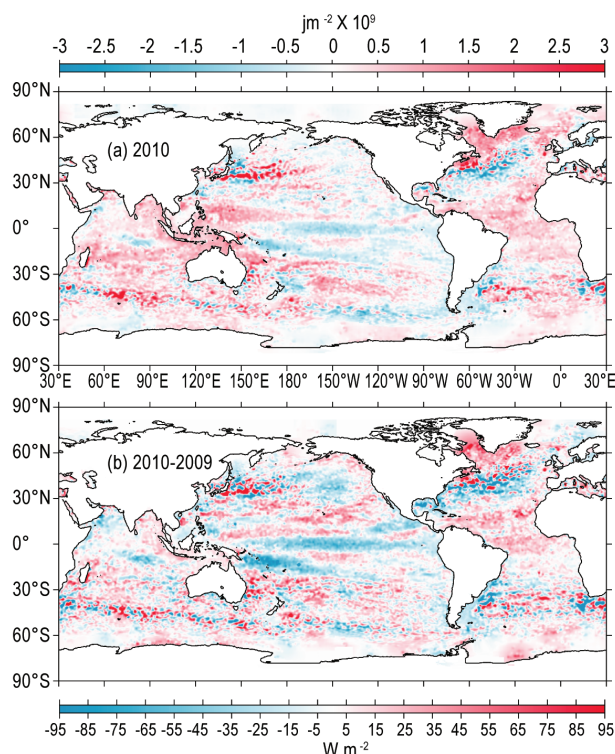 jm⁻² X 10⁹
-3 -2.5 -2 -1.5 -1 -0.5 0 0.5 1 1.5 2 2.5 3
90°N
60°N
(a) 2010
30°N
0°
30°S
60°S
90°S
30°E 60°E 90°E 120°E 150°E 180°E 150°W 120°W 90°W 60°W 30°W 0° 30°E
90°N
60°N
(b) 2010-2009
30°N
0°
30°S
60°S
90°S
-95 -85 -75 -65 -55 -45 -35 -25 -15 -5 5 15 25 35 45 55 65 75 85 95
W m⁻²